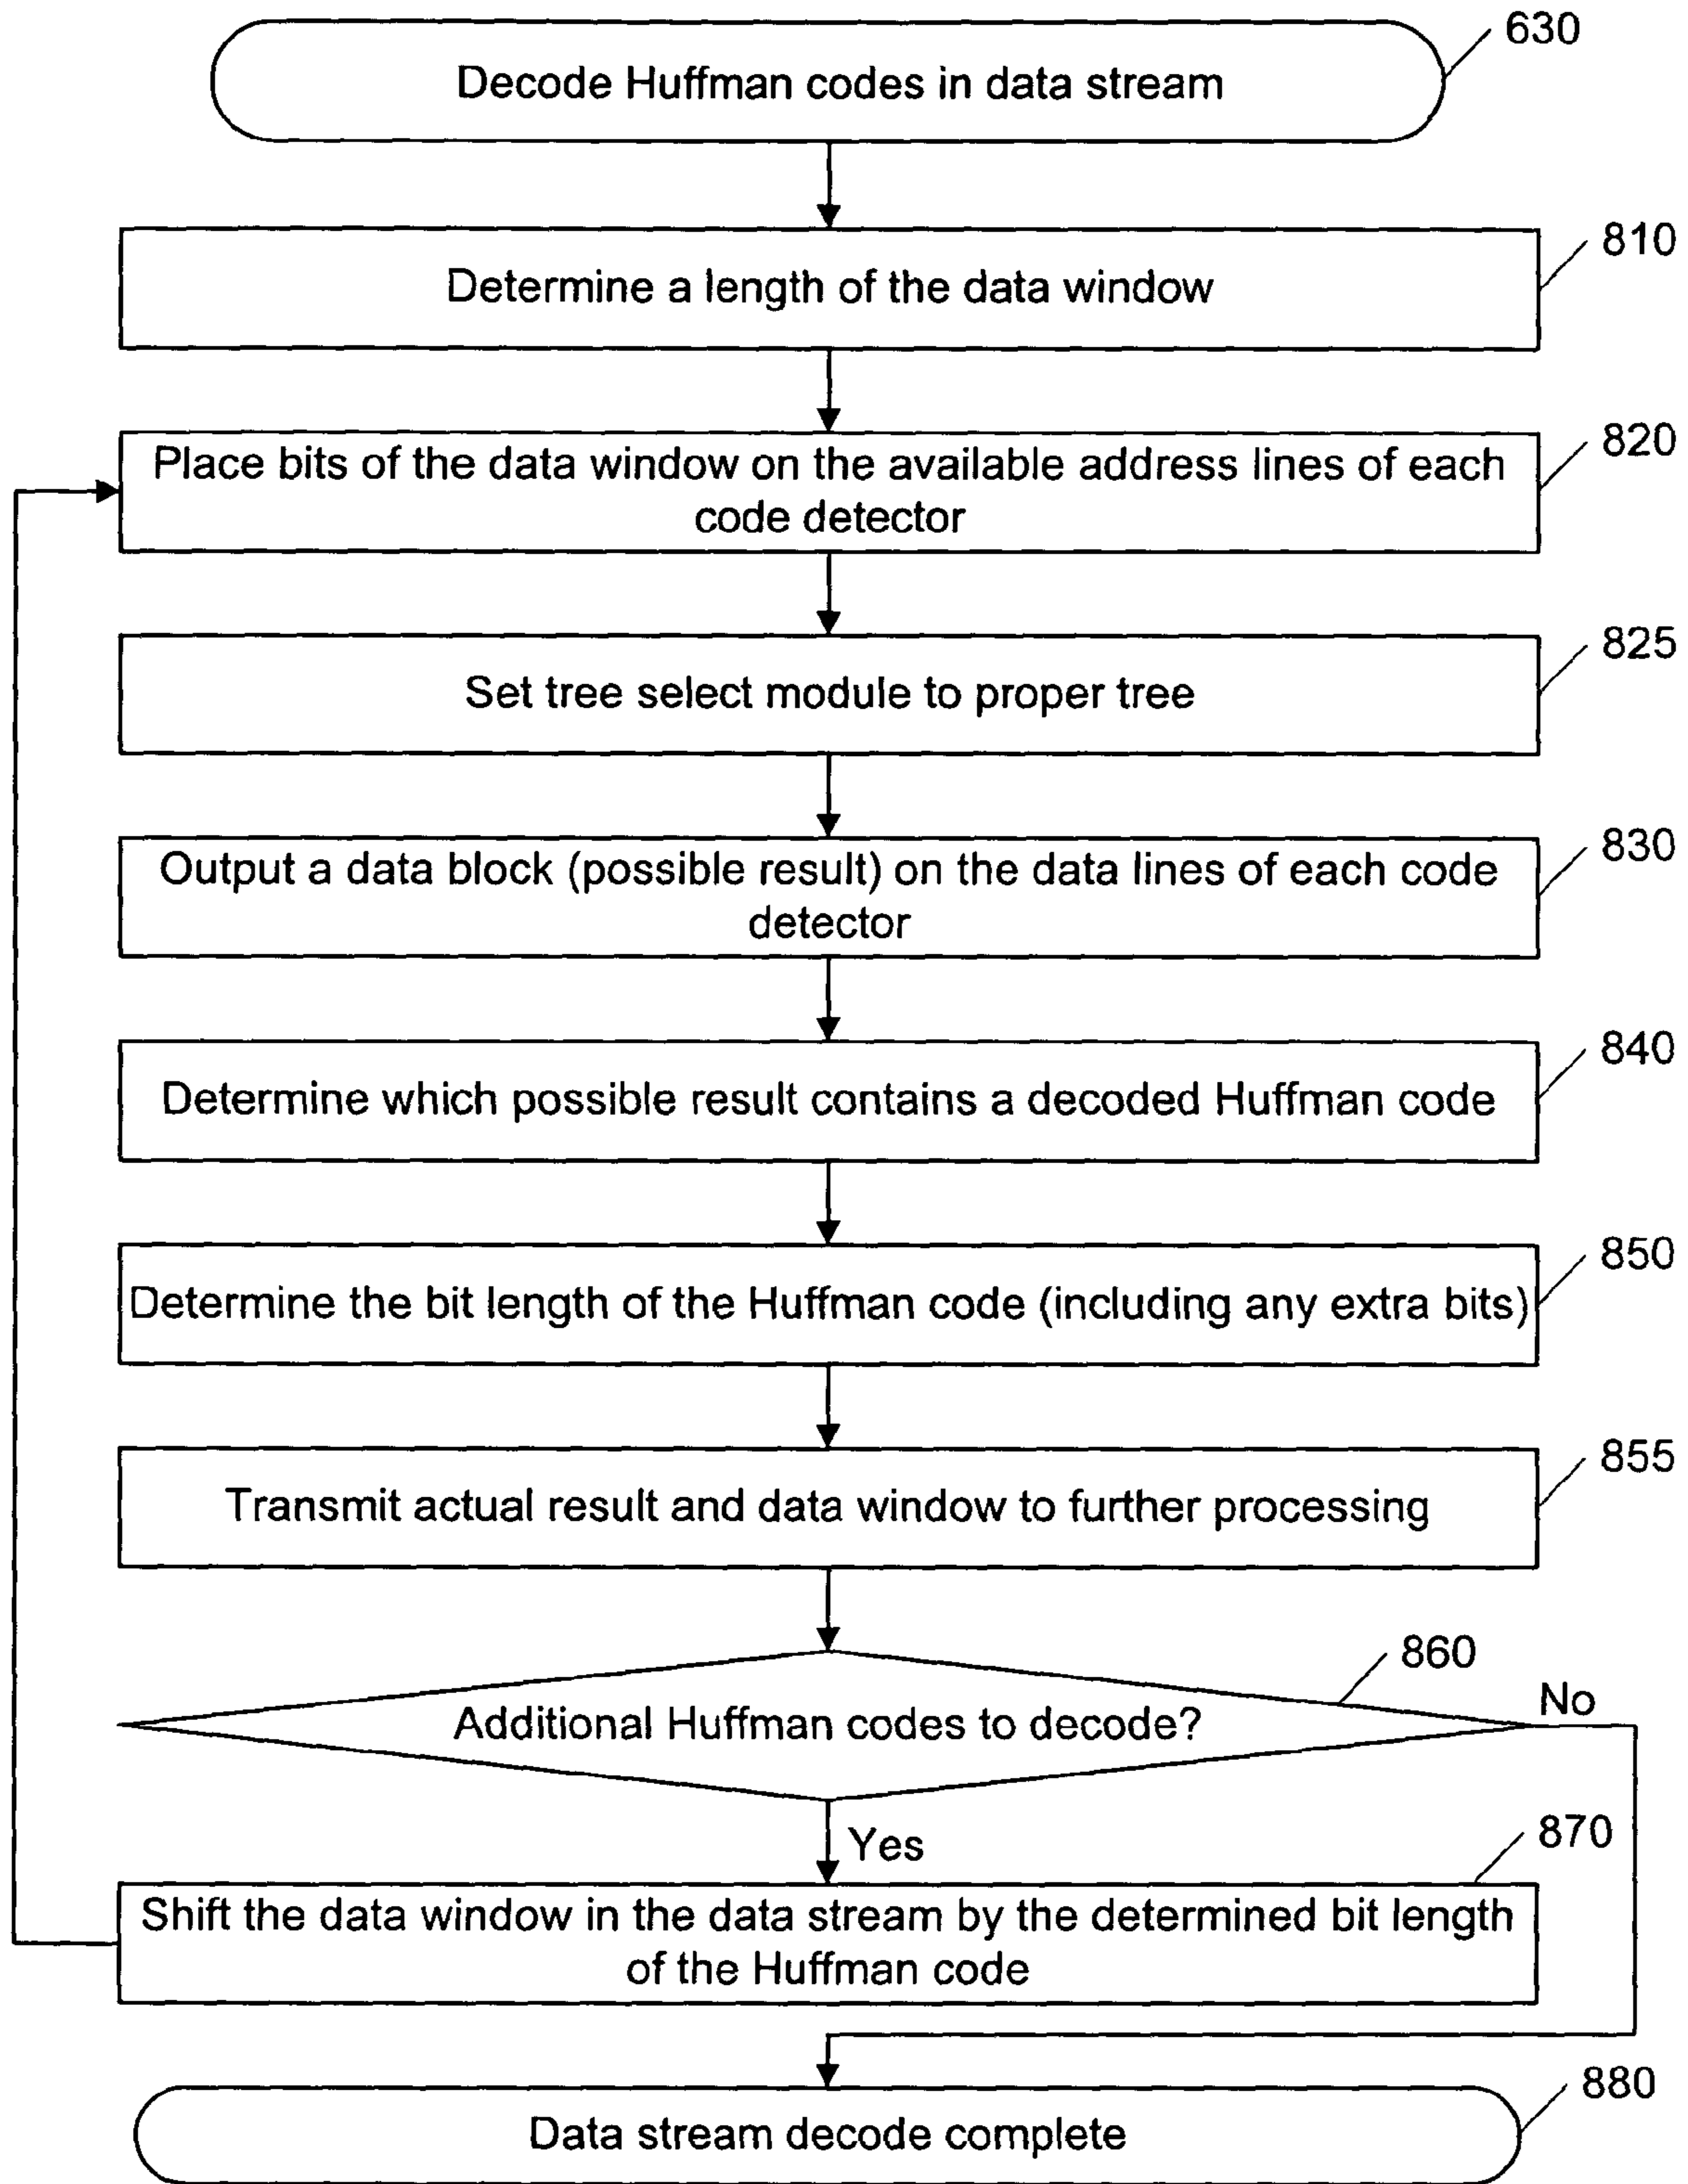 630
Decode Huffman codes in data stream
810
Determine a length of the data window
820
Place bits of the data window on the available address lines of each
code detector
825
Set tree select module to proper tree
830
Output a data block (possible result) on the data lines of each code
detector
840
Determine which possible result contains a decoded Huffman code
850
Determine the bit length of the Huffman code (including any extra bits)
855
Transmit actual result and data window to further processing
860
Additional Huffman codes to decode?
No
Yes
870
Shift the data window in the data stream by the determined bit length
of the Huffman code
880
Data stream decode complete